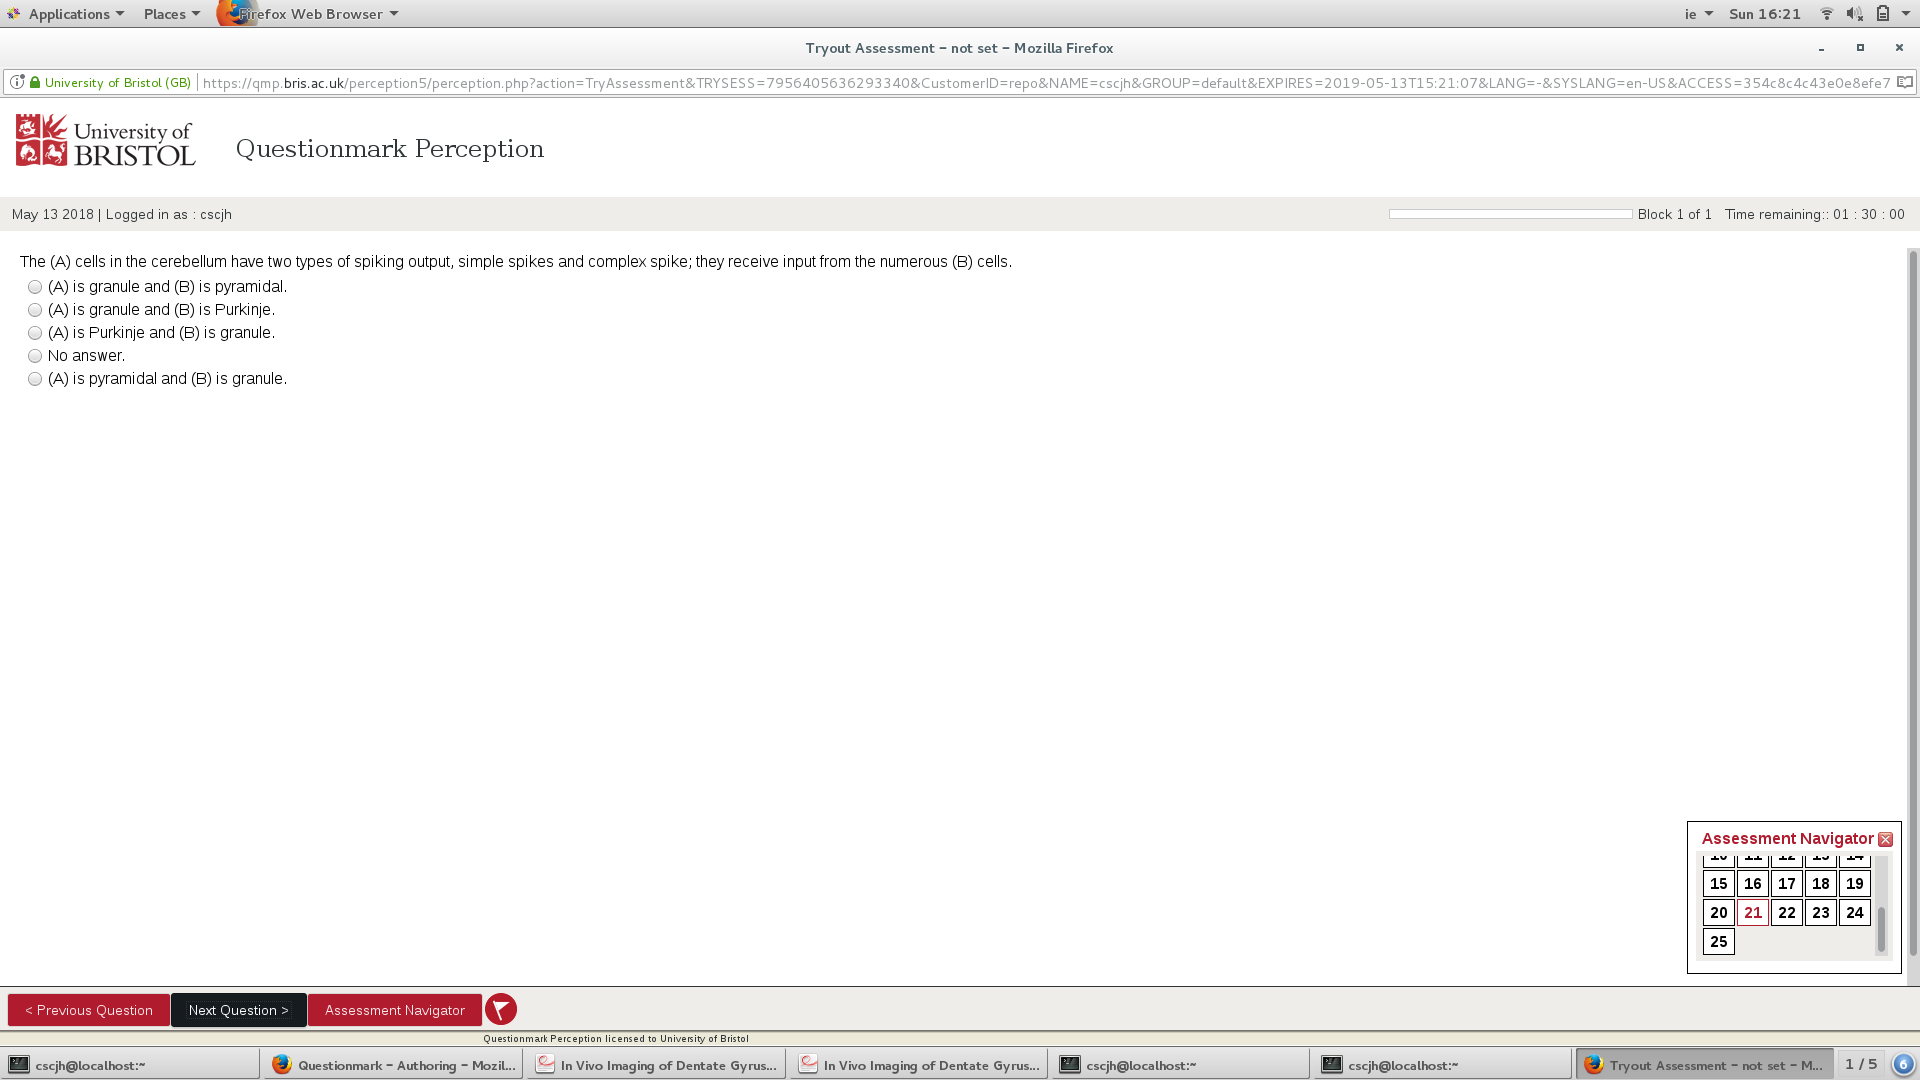 Applications Places Firefox Web Browser ie Sun 16:21
Tryout Assessment – not set – Mozilla Firefox
University of Bristol (GB) https://qmp.bris.ac.uk/perception5/perception.php?action=TryAssessment&TRYSESS=7956405636293340&CustomerID=repo&NAME=cscjh&GROUP=default&EXPIRES=2019-05-13T15:21:07&LANG=-&SYSLANG=en-US&ACCESS=354c8c4c43e0e8efe7
University of
BRISTOL
Questionmark Perception
May 13 2018 | Logged in as : cscjh Block 1 of 1 Time remaining:: 01 : 30 : 00
The (A) cells in the cerebellum have two types of spiking output, simple spikes and complex spike; they receive input from the numerous (B) cells.
(A) is granule and (B) is pyramidal.
(A) is granule and (B) is Purkinje.
(A) is Purkinje and (B) is granule.
No answer.
(A) is pyramidal and (B) is granule.
Assessment Navigator
10 11 12 13 14
15 16 17 18 19
20 21 22 23 24
25
< Previous Question Next Question > Assessment Navigator
Questionmark Perception licensed to University of Bristol
cscjh@localhost:~ Questionmark – Authoring – Mozil... In Vivo Imaging of Dentate Gyrus... In Vivo Imaging of Dentate Gyrus... cscjh@localhost:~ cscjh@localhost:~ Tryout Assessment – not set – M... 1 / 5 6